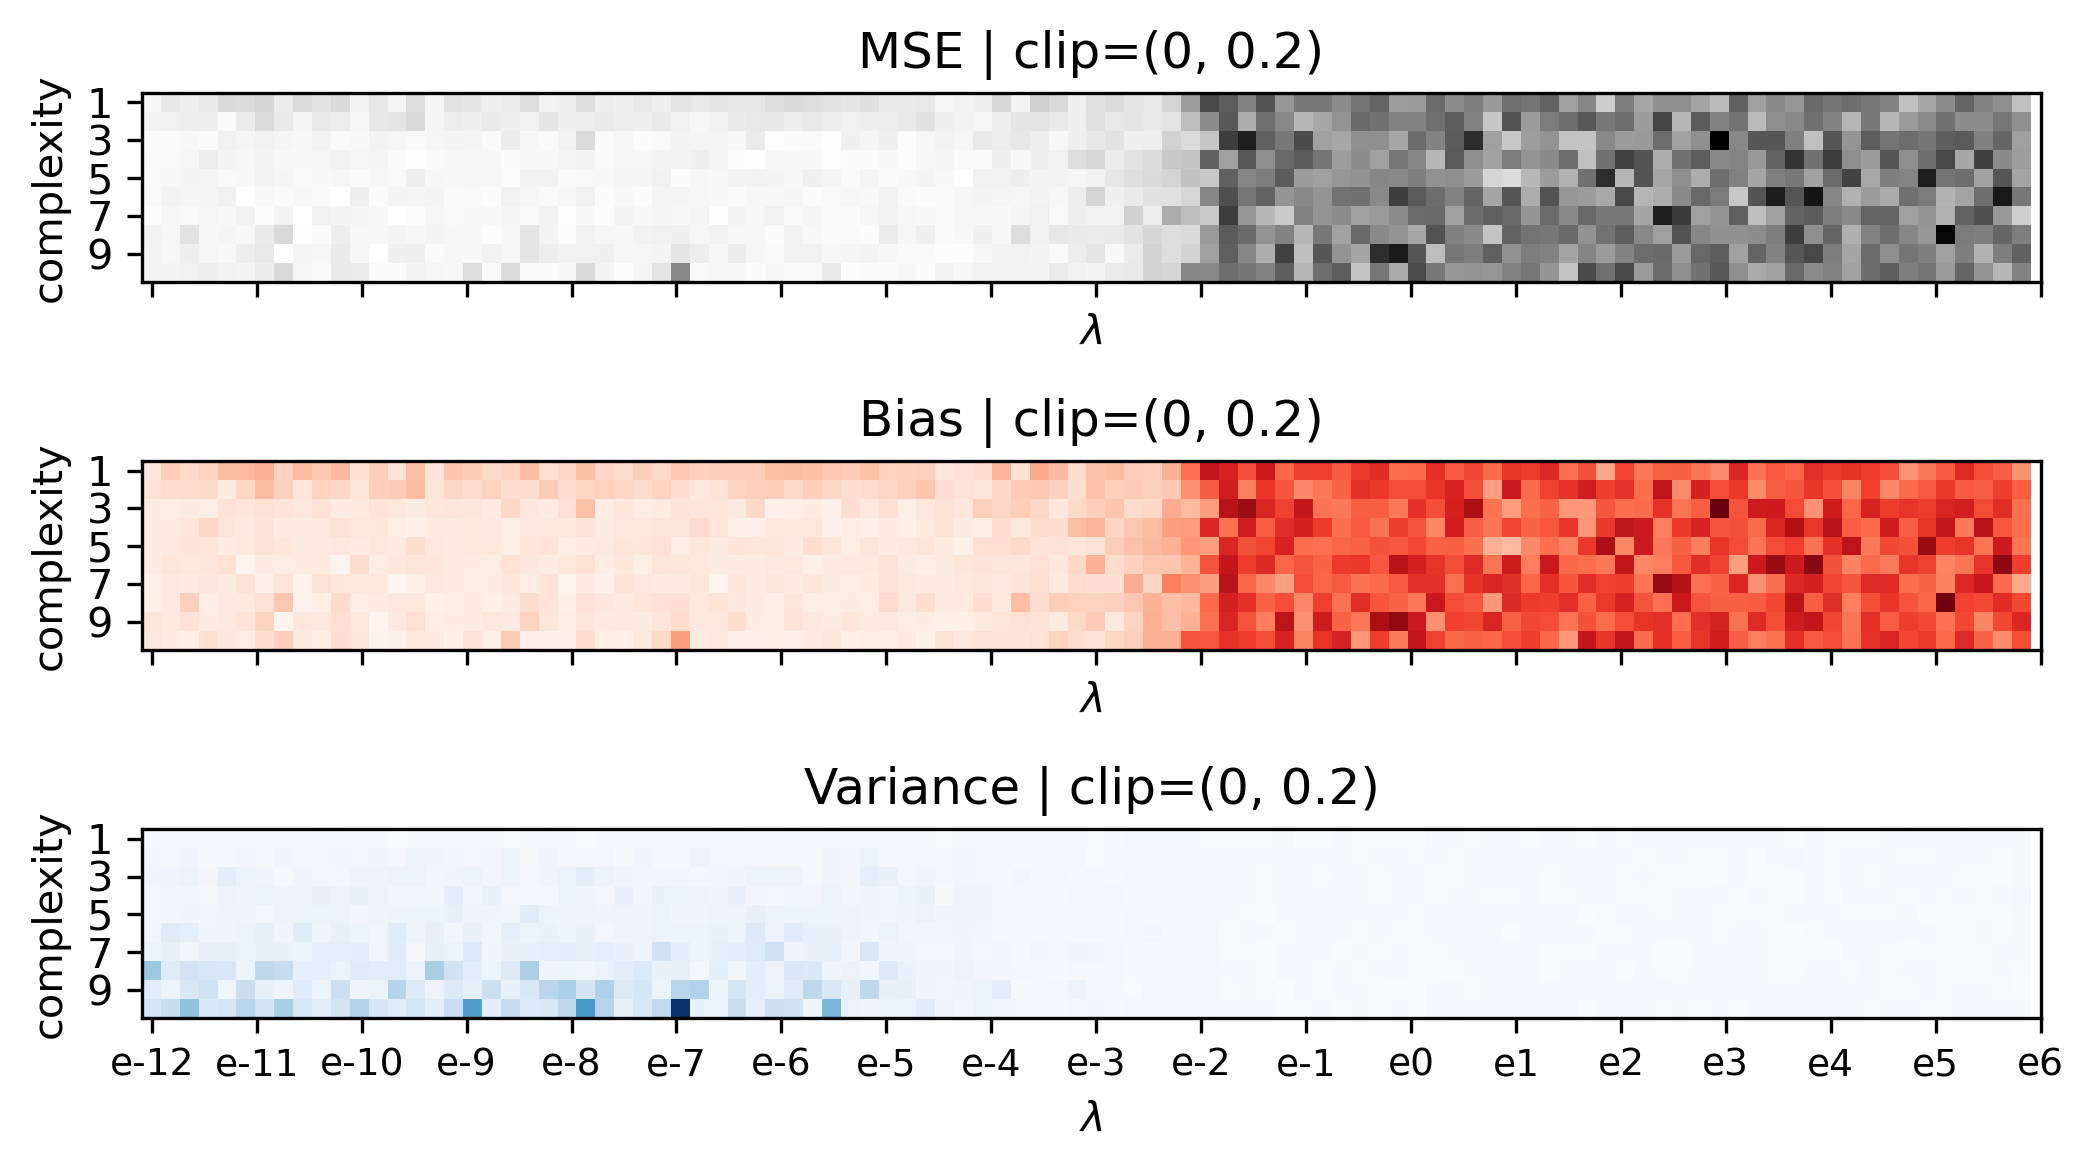 MSE | clip=(0, 0.2)
complexity
1
3
5
7
9
λ
Bias | clip=(0, 0.2)
complexity
1
3
5
7
9
λ
Variance | clip=(0, 0.2)
complexity
1
3
5
7
9
e-12 e-11 e-10 e-9 e-8 e-7 e-6 e-5 e-4 e-3 e-2 e-1 e0 e1 e2 e3 e4 e5 e6
λ